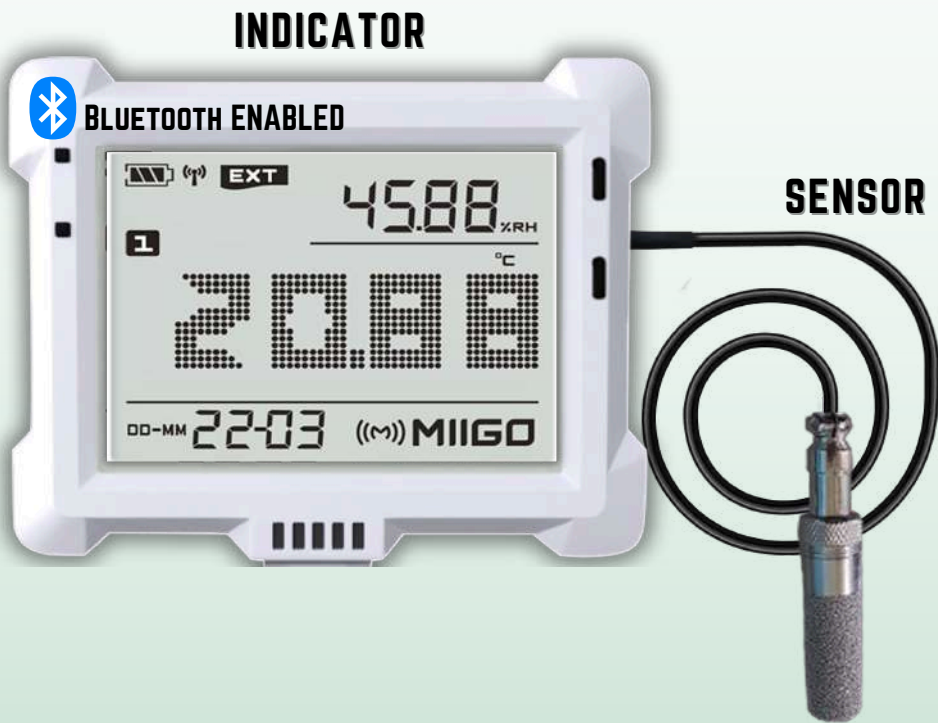 INDICATOR
BLUETOOTH ENABLED
EXT
45.88 %RH
1
°C
20.88
DD-MM 22-03 ((M)) MIIGO
SENSOR